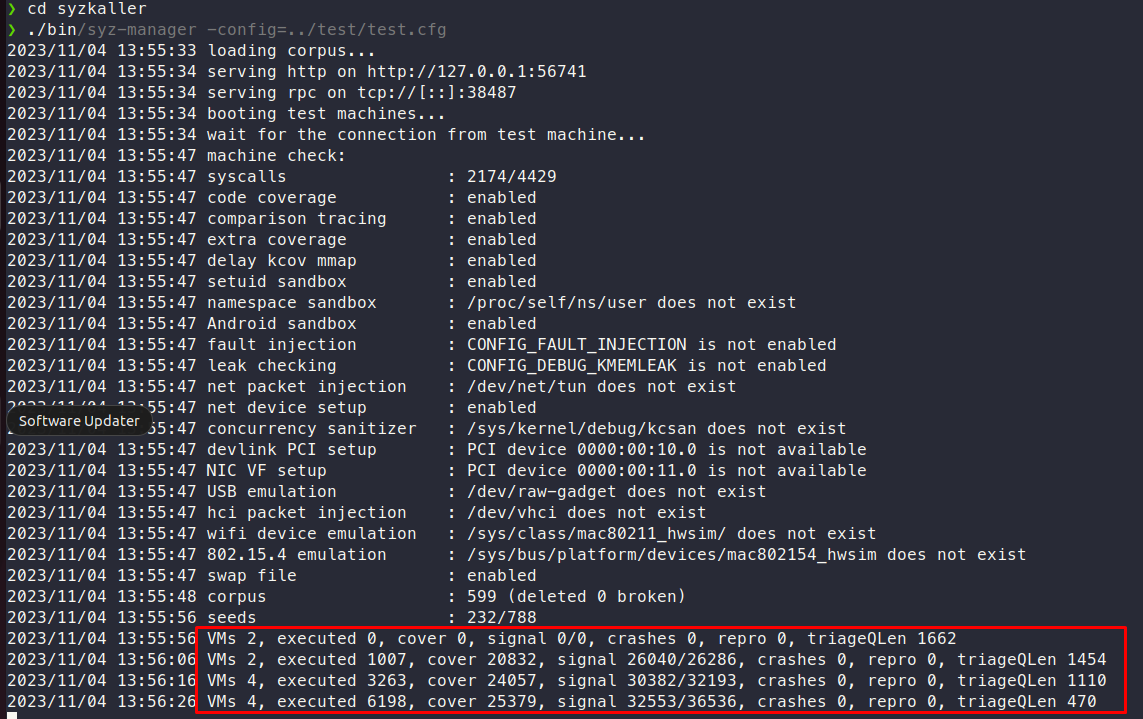 ❯ cd syzkaller
❯ ./bin/syz-manager -config=../test/test.cfg
2023/11/04 13:55:33 loading corpus...
2023/11/04 13:55:34 serving http on http://127.0.0.1:56741
2023/11/04 13:55:34 serving rpc on tcp://[::]:38487
2023/11/04 13:55:34 booting test machines...
2023/11/04 13:55:34 wait for the connection from test machine...
2023/11/04 13:55:47 machine check:
2023/11/04 13:55:47 syscalls                : 2174/4429
2023/11/04 13:55:47 code coverage           : enabled
2023/11/04 13:55:47 comparison tracing      : enabled
2023/11/04 13:55:47 extra coverage          : enabled
2023/11/04 13:55:47 delay kcov mmap         : enabled
2023/11/04 13:55:47 setuid sandbox          : enabled
2023/11/04 13:55:47 namespace sandbox       : /proc/self/ns/user does not exist
2023/11/04 13:55:47 Android sandbox         : enabled
2023/11/04 13:55:47 fault injection         : CONFIG_FAULT_INJECTION is not enabled
2023/11/04 13:55:47 leak checking           : CONFIG_DEBUG_KMEMLEAK is not enabled
2023/11/04 13:55:47 net packet injection    : /dev/net/tun does not exist
2023/11/04 13:55:47 net device setup        : enabled
Software Updater
5:47 concurrency sanitizer   : /sys/kernel/debug/kcsan does not exist
2023/11/04 13:55:47 devlink PCI setup       : PCI device 0000:00:10.0 is not available
2023/11/04 13:55:47 NIC VF setup            : PCI device 0000:00:11.0 is not available
2023/11/04 13:55:47 USB emulation           : /dev/raw-gadget does not exist
2023/11/04 13:55:47 hci packet injection    : /dev/vhci does not exist
2023/11/04 13:55:47 wifi device emulation   : /sys/class/mac80211_hwsim/ does not exist
2023/11/04 13:55:47 802.15.4 emulation      : /sys/bus/platform/devices/mac802154_hwsim does not exist
2023/11/04 13:55:47 swap file               : enabled
2023/11/04 13:55:48 corpus                  : 599 (deleted 0 broken)
2023/11/04 13:55:56 seeds                   : 232/788
2023/11/04 13:55:56 VMs 2, executed 0, cover 0, signal 0/0, crashes 0, repro 0, triageQLen 1662
2023/11/04 13:56:06 VMs 2, executed 1007, cover 20832, signal 26040/26286, crashes 0, repro 0, triageQLen 1454
2023/11/04 13:56:16 VMs 4, executed 3263, cover 24057, signal 30382/32193, crashes 0, repro 0, triageQLen 1110
2023/11/04 13:56:26 VMs 4, executed 6198, cover 25379, signal 32553/36536, crashes 0, repro 0, triageQLen 470